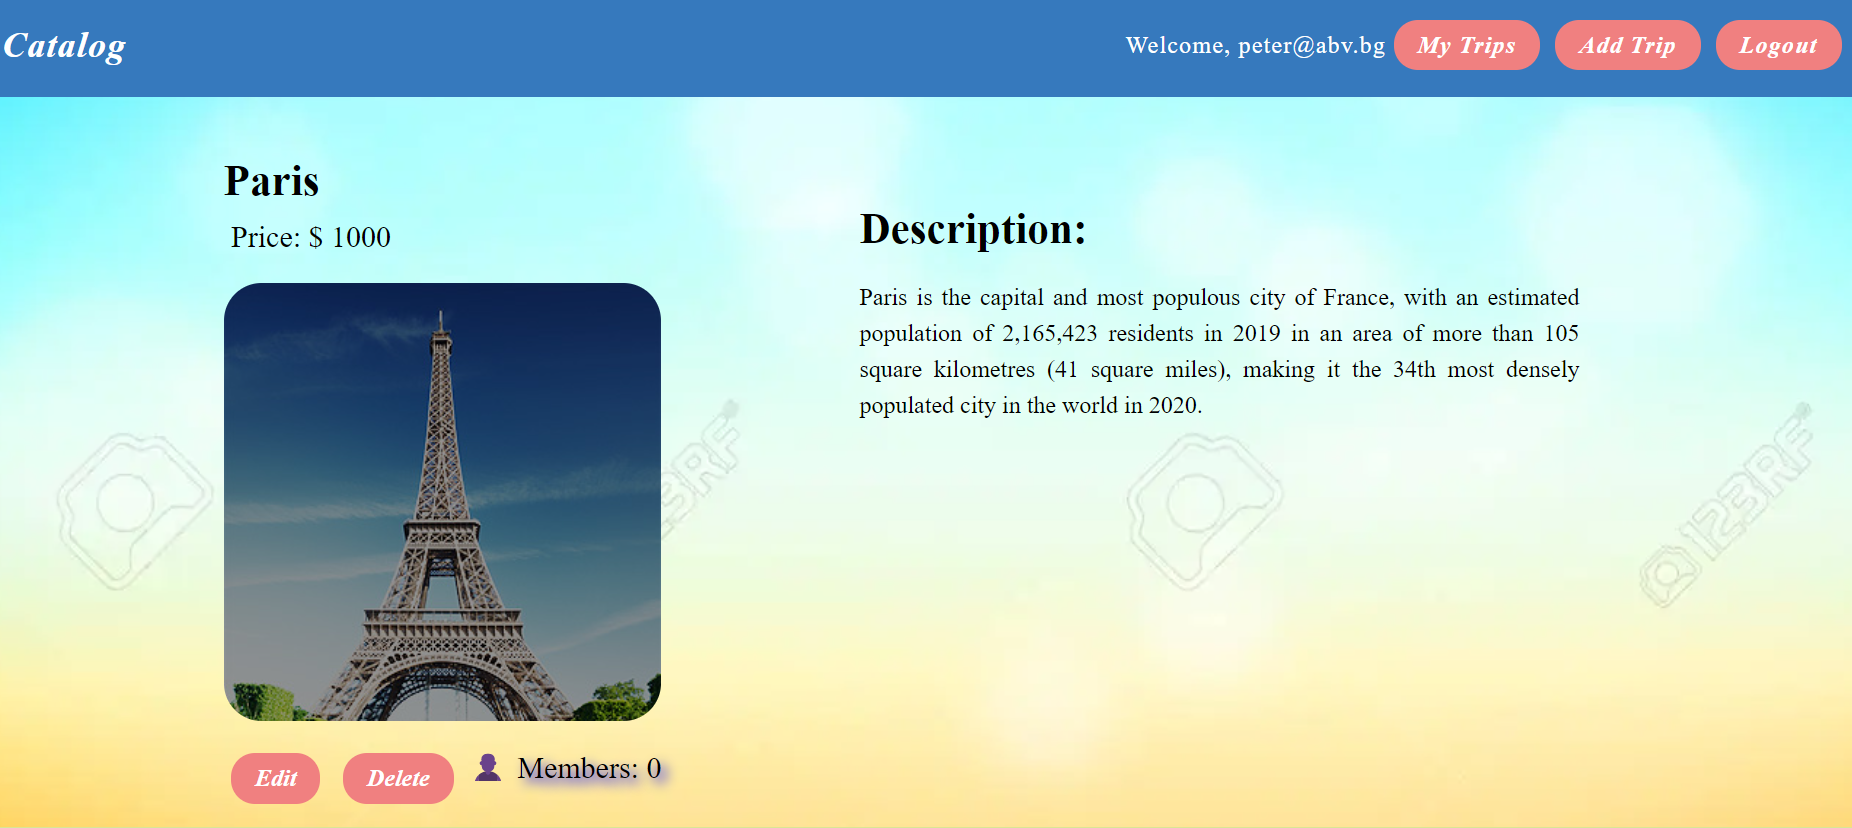 Catalog
Welcome, peter@abv.bg My Trips Add Trip Logout
Paris
Price: $ 1000
Description:
Paris is the capital and most populous city of France, with an estimated
population of 2,165,423 residents in 2019 in an area of more than 105
square kilometres (41 square miles), making it the 34th most densely
populated city in the world in 2020.
123RF
123RF
Edit Delete Members: 0